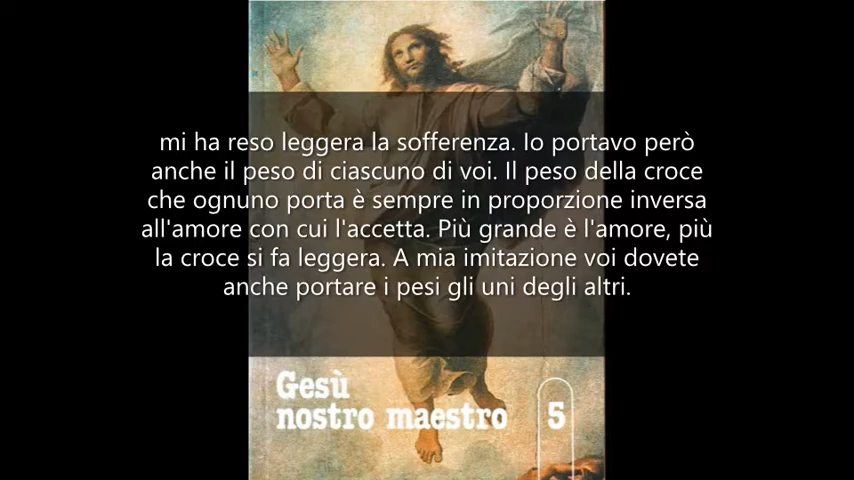 mi ha reso leggera la sofferenza. Io portavo però
anche il peso di ciascuno di voi. Il peso della croce
che ognuno porta è sempre in proporzione inversa
all'amore con cui l'accetta. Più grande è l'amore, più
la croce si fa leggera. A mia imitazione voi dovete
anche portare i pesi gli uni degli altri.
Gesù
nostro maestro
5